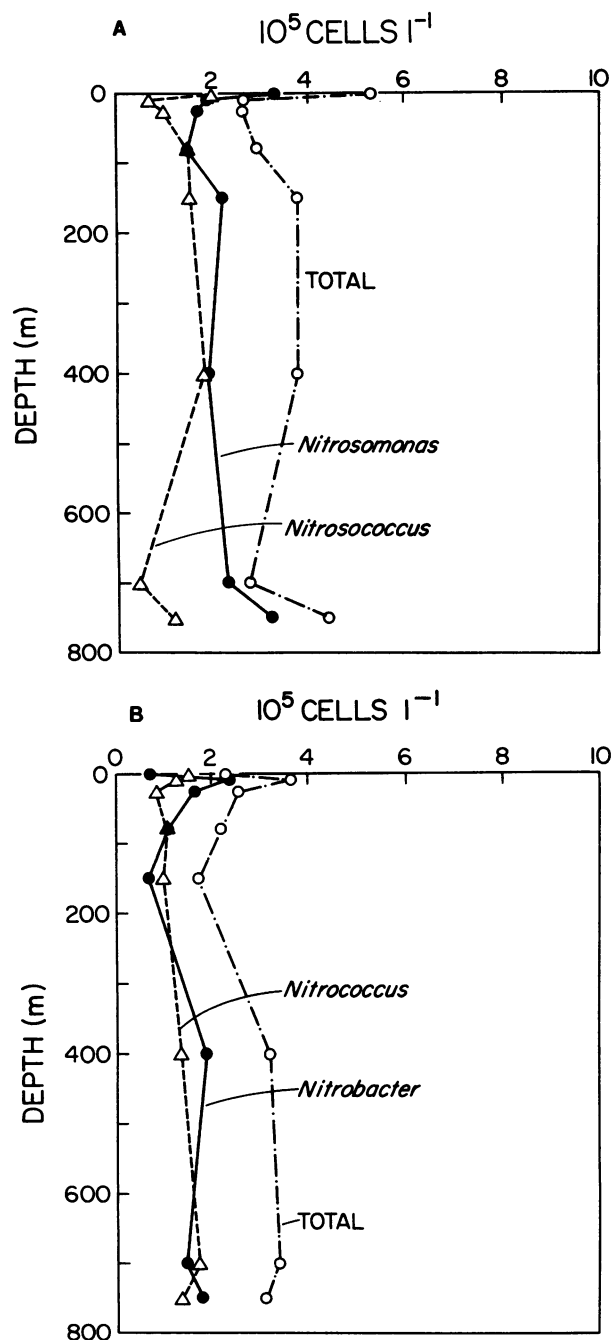 A
10⁵ CELLS l⁻¹
2 4 6 8 10
0
200
400
600
800
DEPTH (m)
TOTAL
Nitrosomonas
Nitrosococcus
B
10⁵ CELLS l⁻¹
0 2 4 6 8 10
0
200
400
600
800
DEPTH (m)
Nitrococcus
Nitrobacter
TOTAL